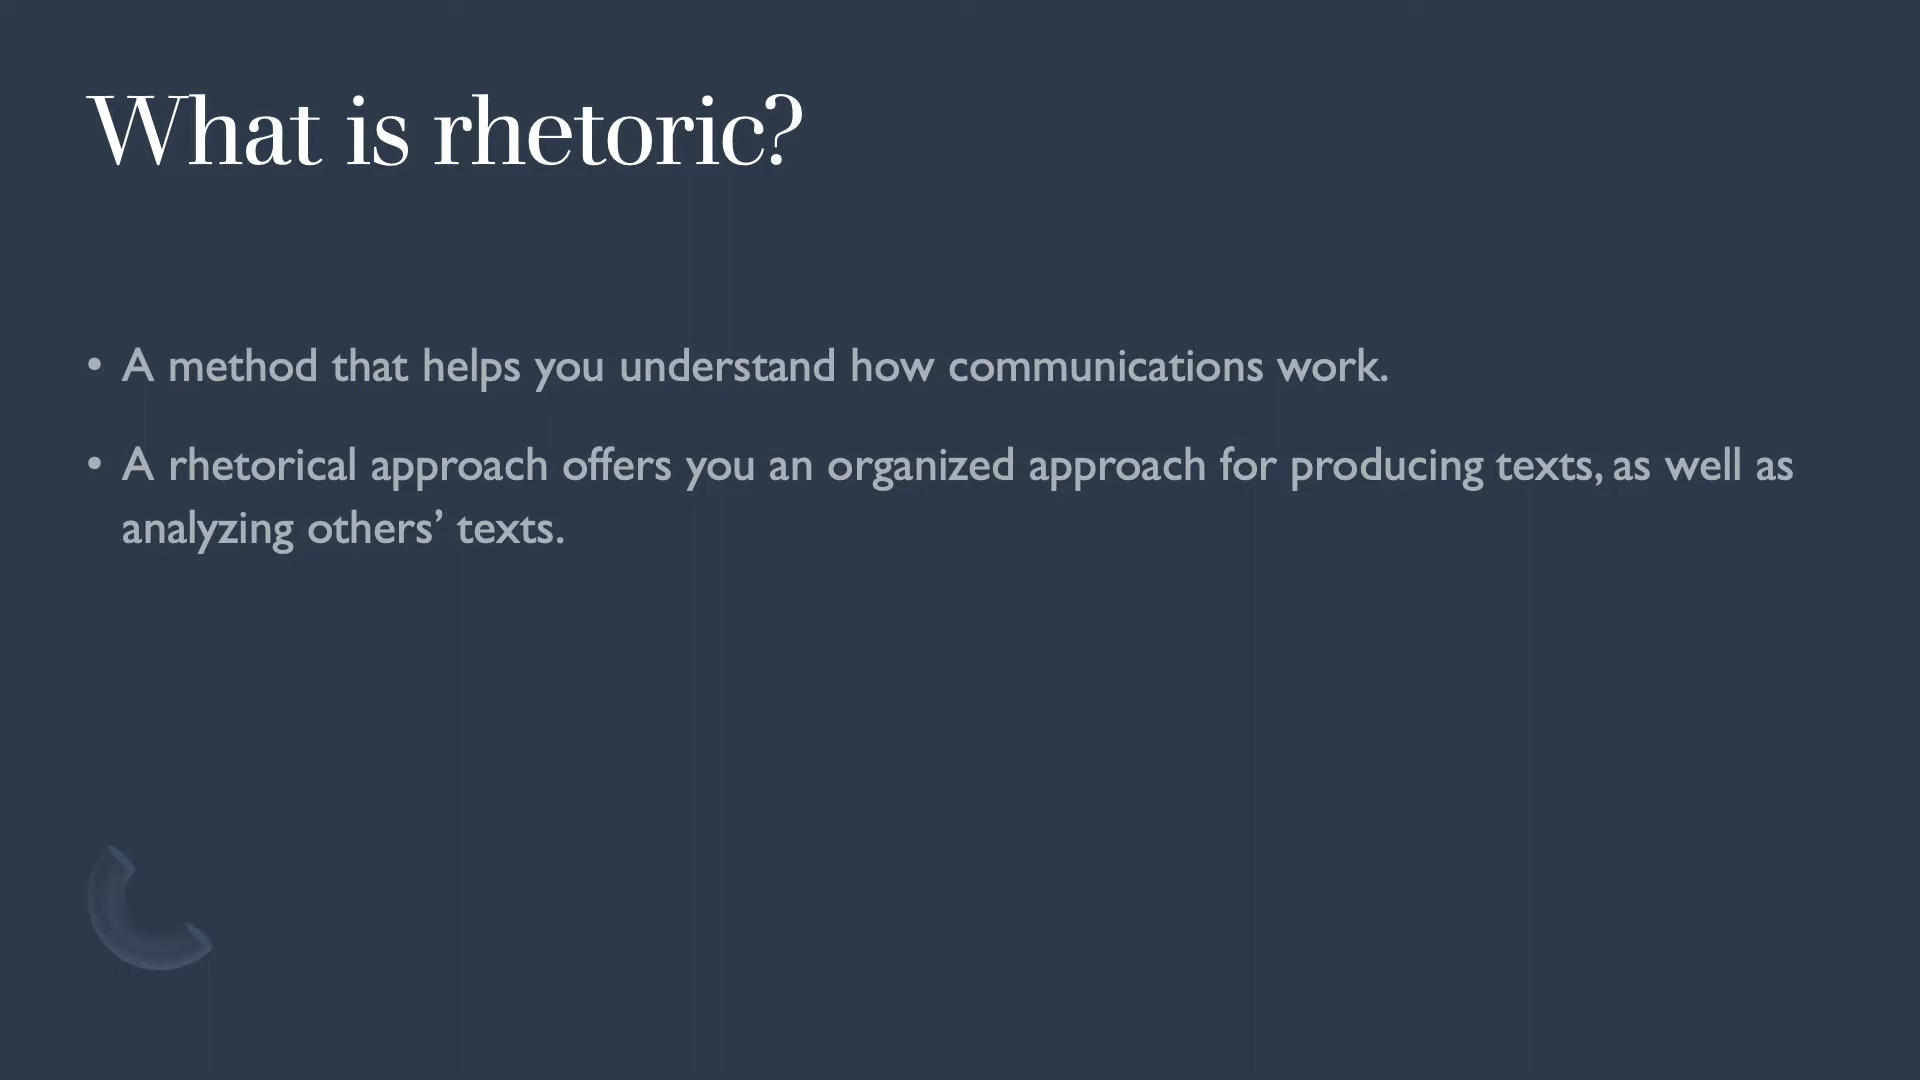 What is rhetoric?
• A method that helps you understand how communications work.
• A rhetorical approach offers you an organized approach for producing texts, as well as
analyzing others’ texts.